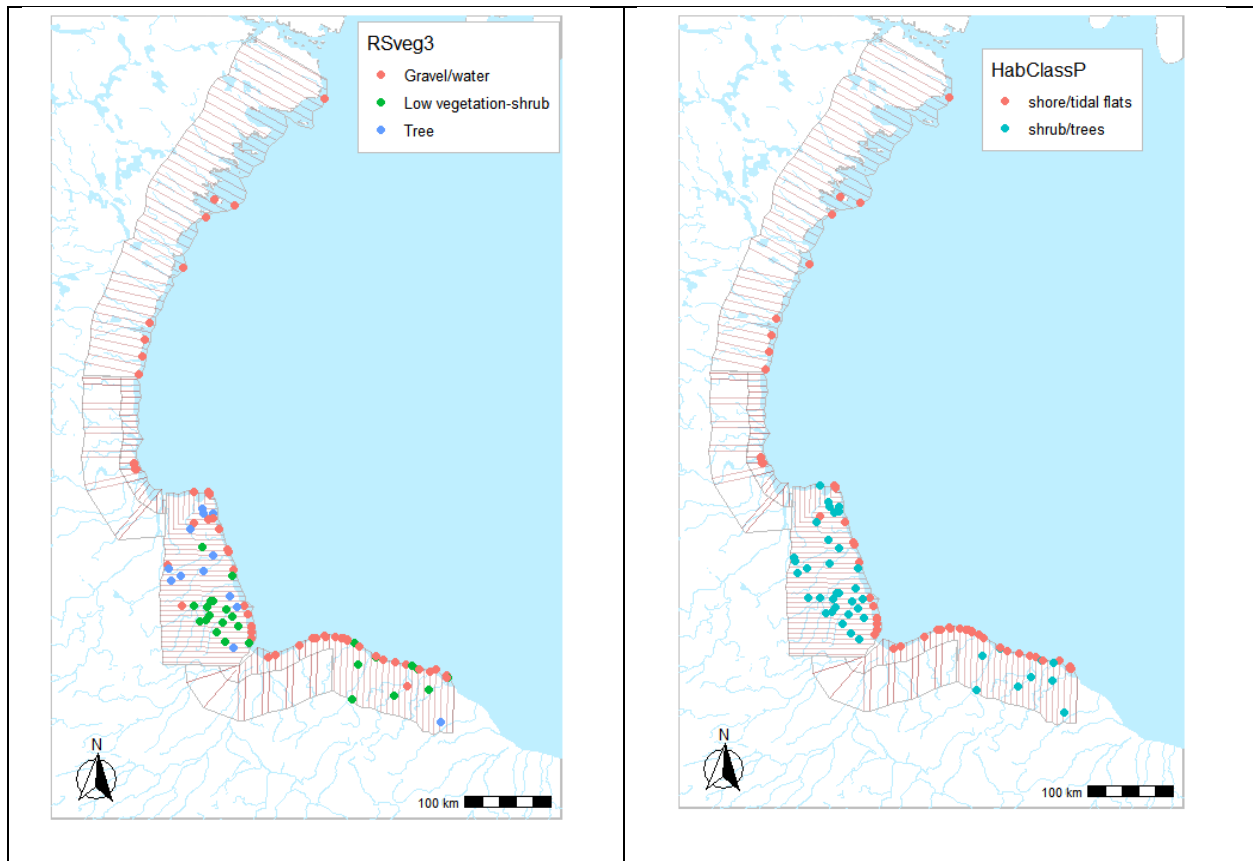 RSveg3
Gravel/water
Low vegetation-shrub
Tree
N
100 km
HabClassP
shore/tidal flats
shrub/trees
N
100 km